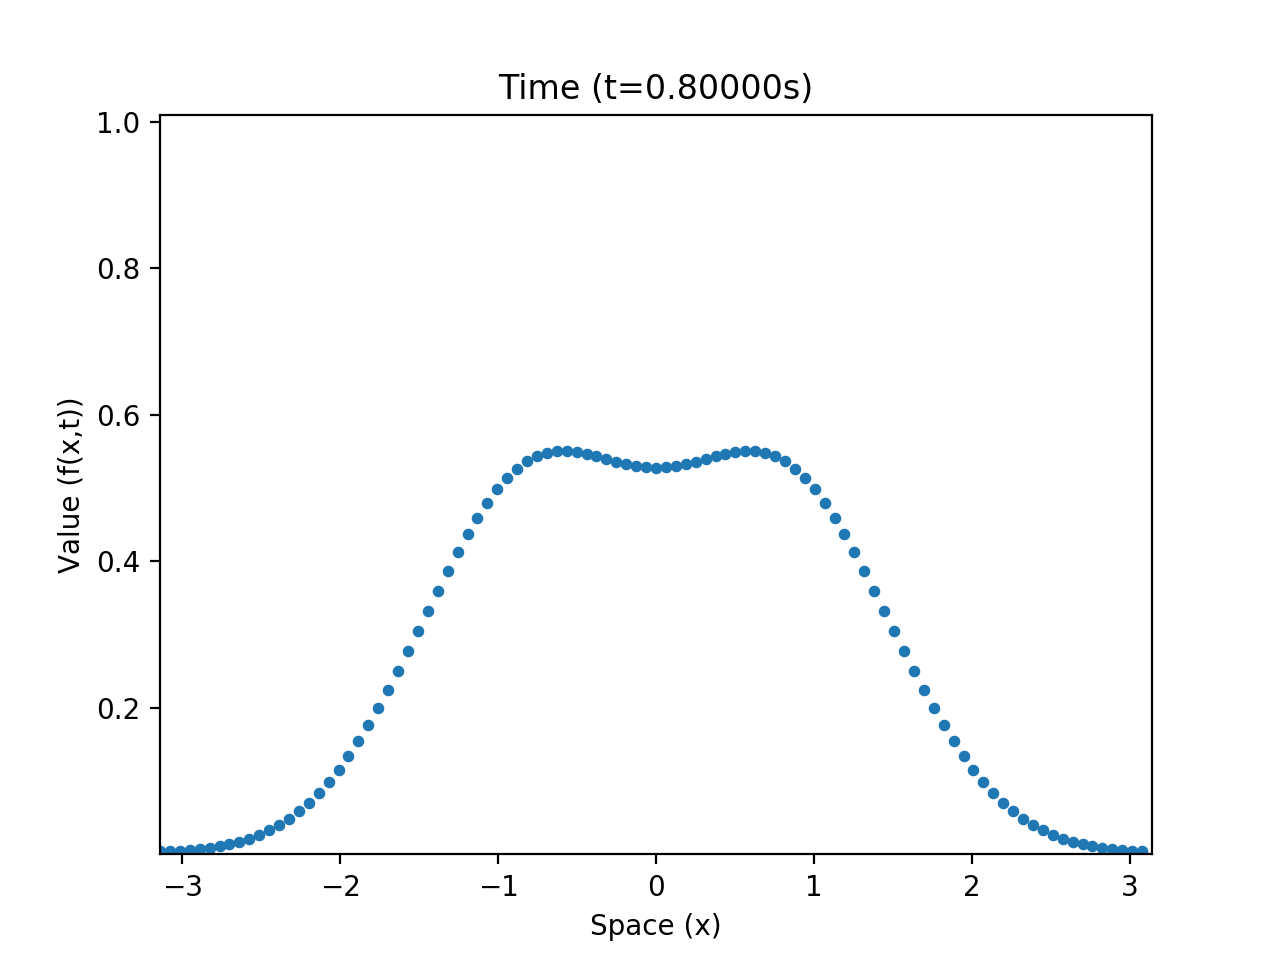 Time (t=0.80000s)
1.0
0.8
0.6
0.4
0.2
Value (f(x,t))
−3 −2 −1 0 1 2 3
Space (x)